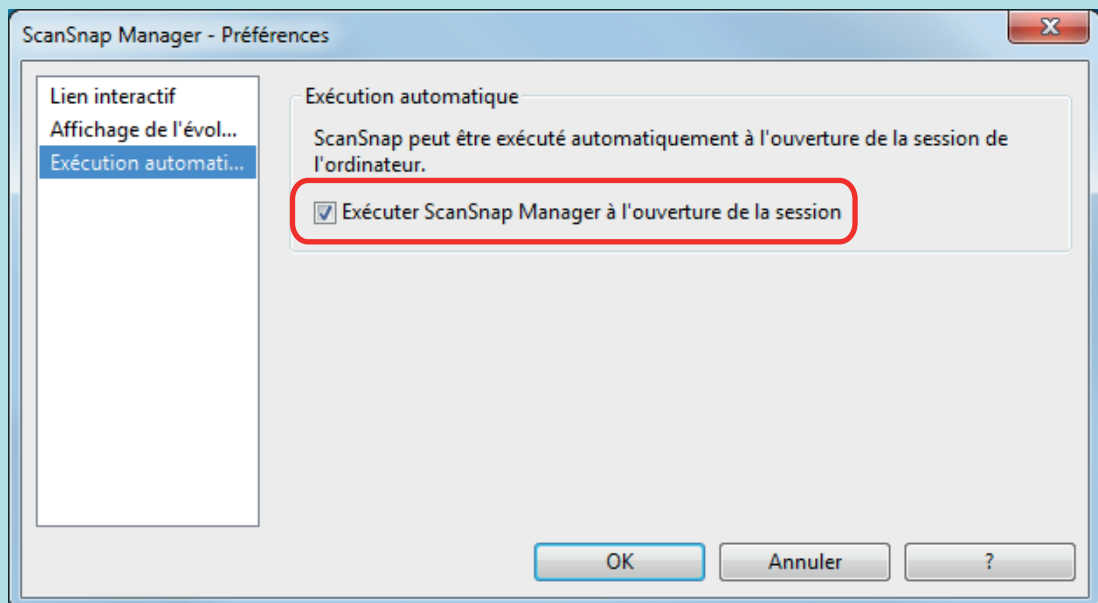 ScanSnap Manager - Préférences
Lien interactif
Affichage de l'évol...
Exécution automati...
Exécution automatique
ScanSnap peut être exécuté automatiquement à l'ouverture de la session de
l'ordinateur.
Exécuter ScanSnap Manager à l'ouverture de la session
OK
Annuler
?